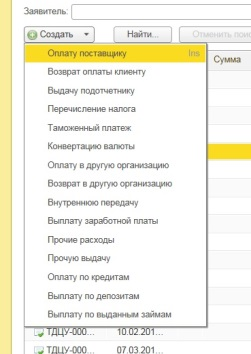 Заявитель:
Создать
Найти...
Отменить пои
Сумма
Оплату поставщику Ins
Возврат оплаты клиенту
Выдачу подотчетнику
Перечисление налога
Таможенный платеж
Конвертацию валюты
Оплату в другую организацию
Возврат в другую организацию
Внутреннюю передачу
Выплату заработной платы
Прочие расходы
Прочую выдачу
Оплату по кредитам
Выплату по депозитам
Выплату по выданным займам
ТДЦУ-000... 10.02.201...
ТДЦУ-000... 07.03.201...